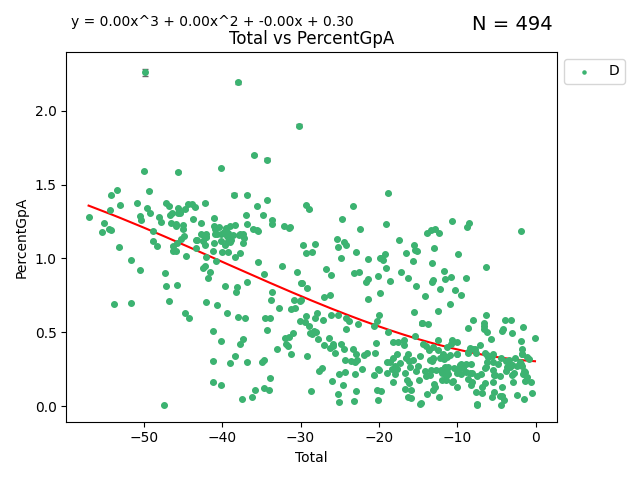 y = 0.00x^3 + 0.00x^2 + -0.00x + 0.30
N = 494
Total vs PercentGpA
D
PercentGpA
2.0
1.5
1.0
0.5
0.0
−50
−40
−30
−20
−10
0
Total